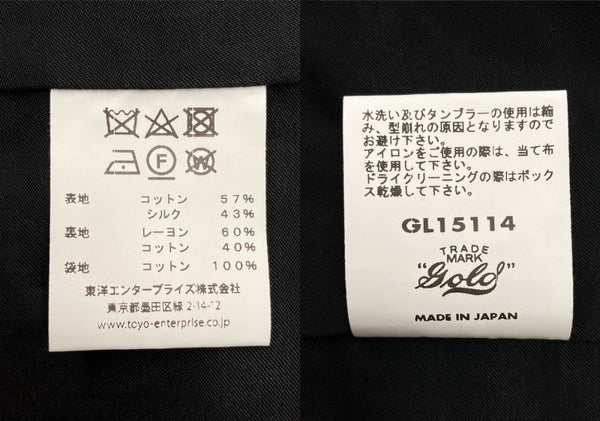 表地 コットン 57%
シルク 43%
裏地 レーヨン 60%
コットン 40%
袋地 コットン 100%
東洋エンタープライズ株式会社
東京都墨田区緑 2-14-12
www.toyo-enterprise.co.jp
水洗い及びタンブラーの使用は縮
み、型崩れの原因となりますので
お避け下さい。
アイロンをご使用の際は、当て布
を使用して下さい。
ドライクリーニングの際はボック
ス乾燥して下さい。
GL15114
TRADE
MARK
"Gold"
MADE IN JAPAN